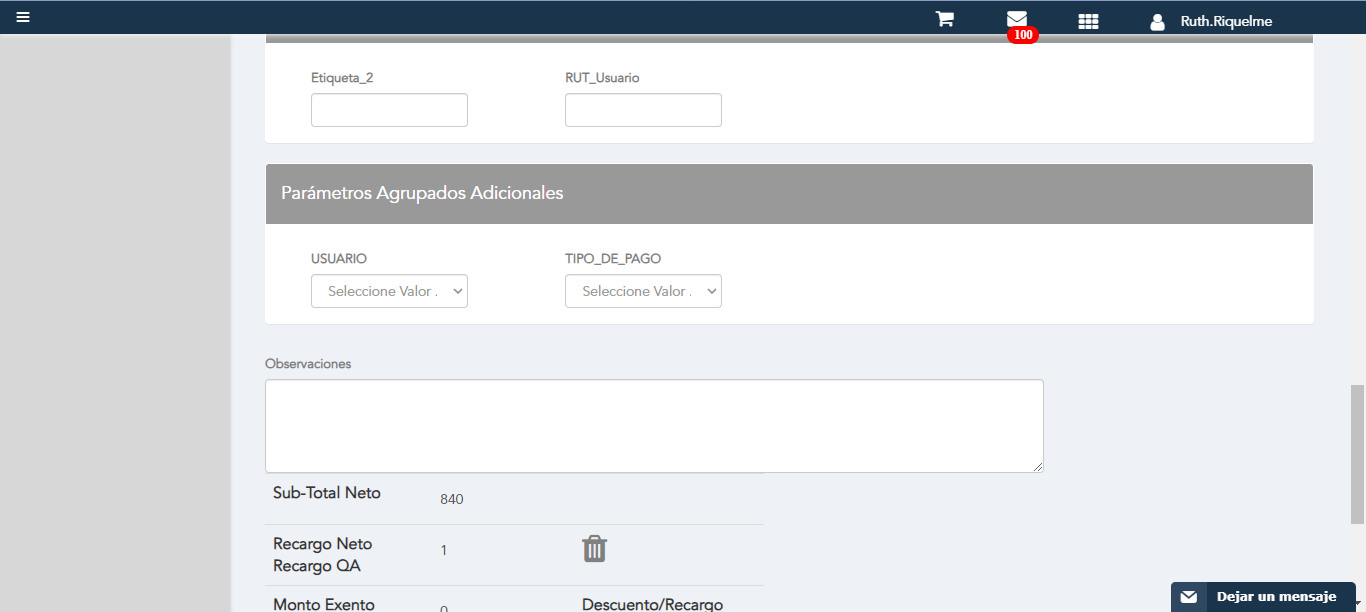 Ruth.Riquelme
100
Etiqueta_2 RUT_Usuario
Parámetros Agrupados Adicionales
USUARIO TIPO_DE_PAGO
Seleccione Valor . Seleccione Valor .
Observaciones
Sub-Total Neto 840
Recargo Neto 1
Recargo QA
Monto Exento 0 Descuento/Recargo
Dejar un mensaje